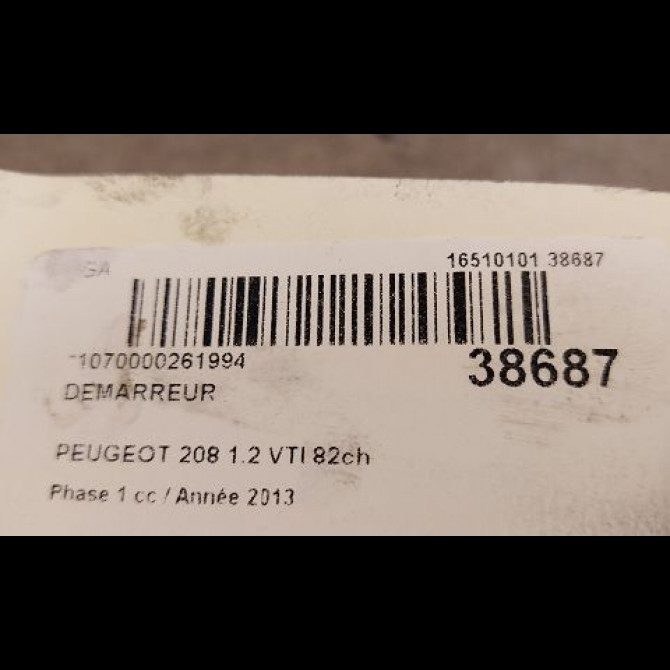 16510101 38687
*1070000261994
38687
DEMARREUR
PEUGEOT 208 1.2 VTI 82ch
Phase 1 cc / Année 2013